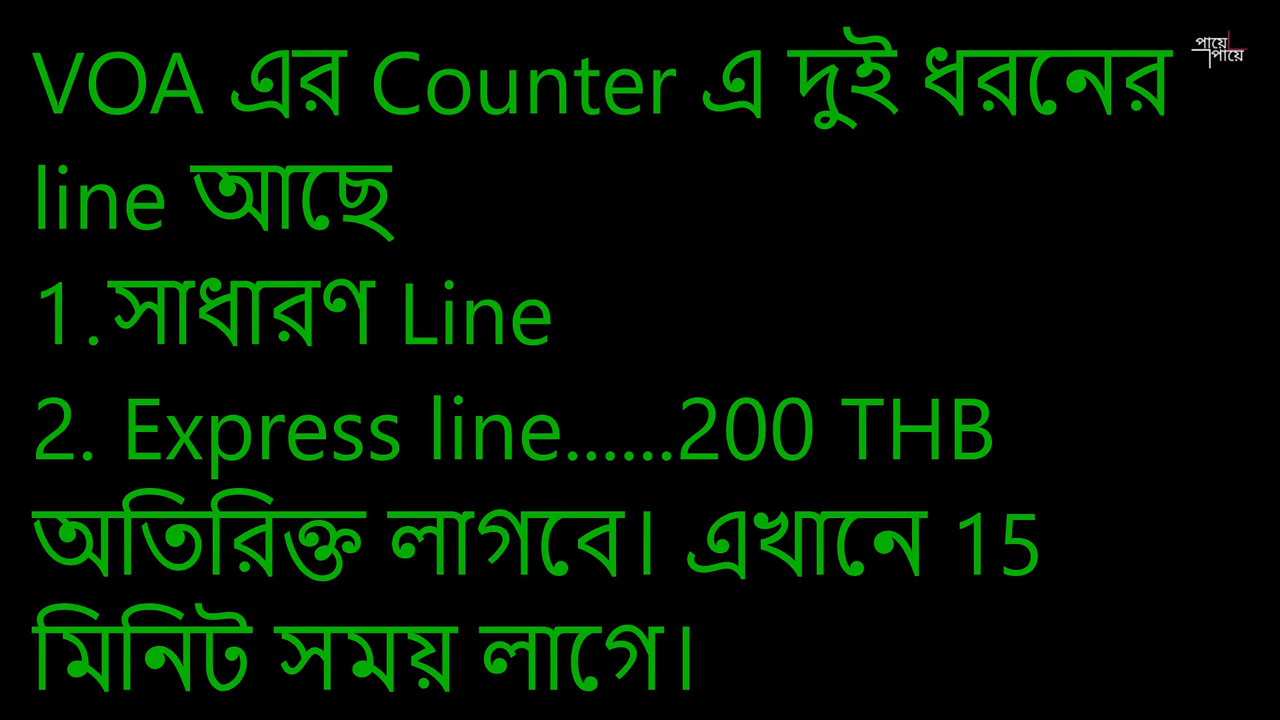 VOA এর Counter এ দুই ধরনের
line আছে
1.সাধারণ Line
2. Express line......200 THB
অতিরিক্ত লাগবে। এখানে 15
মিনিট সময় লাগে।
পায়ে
পায়ে